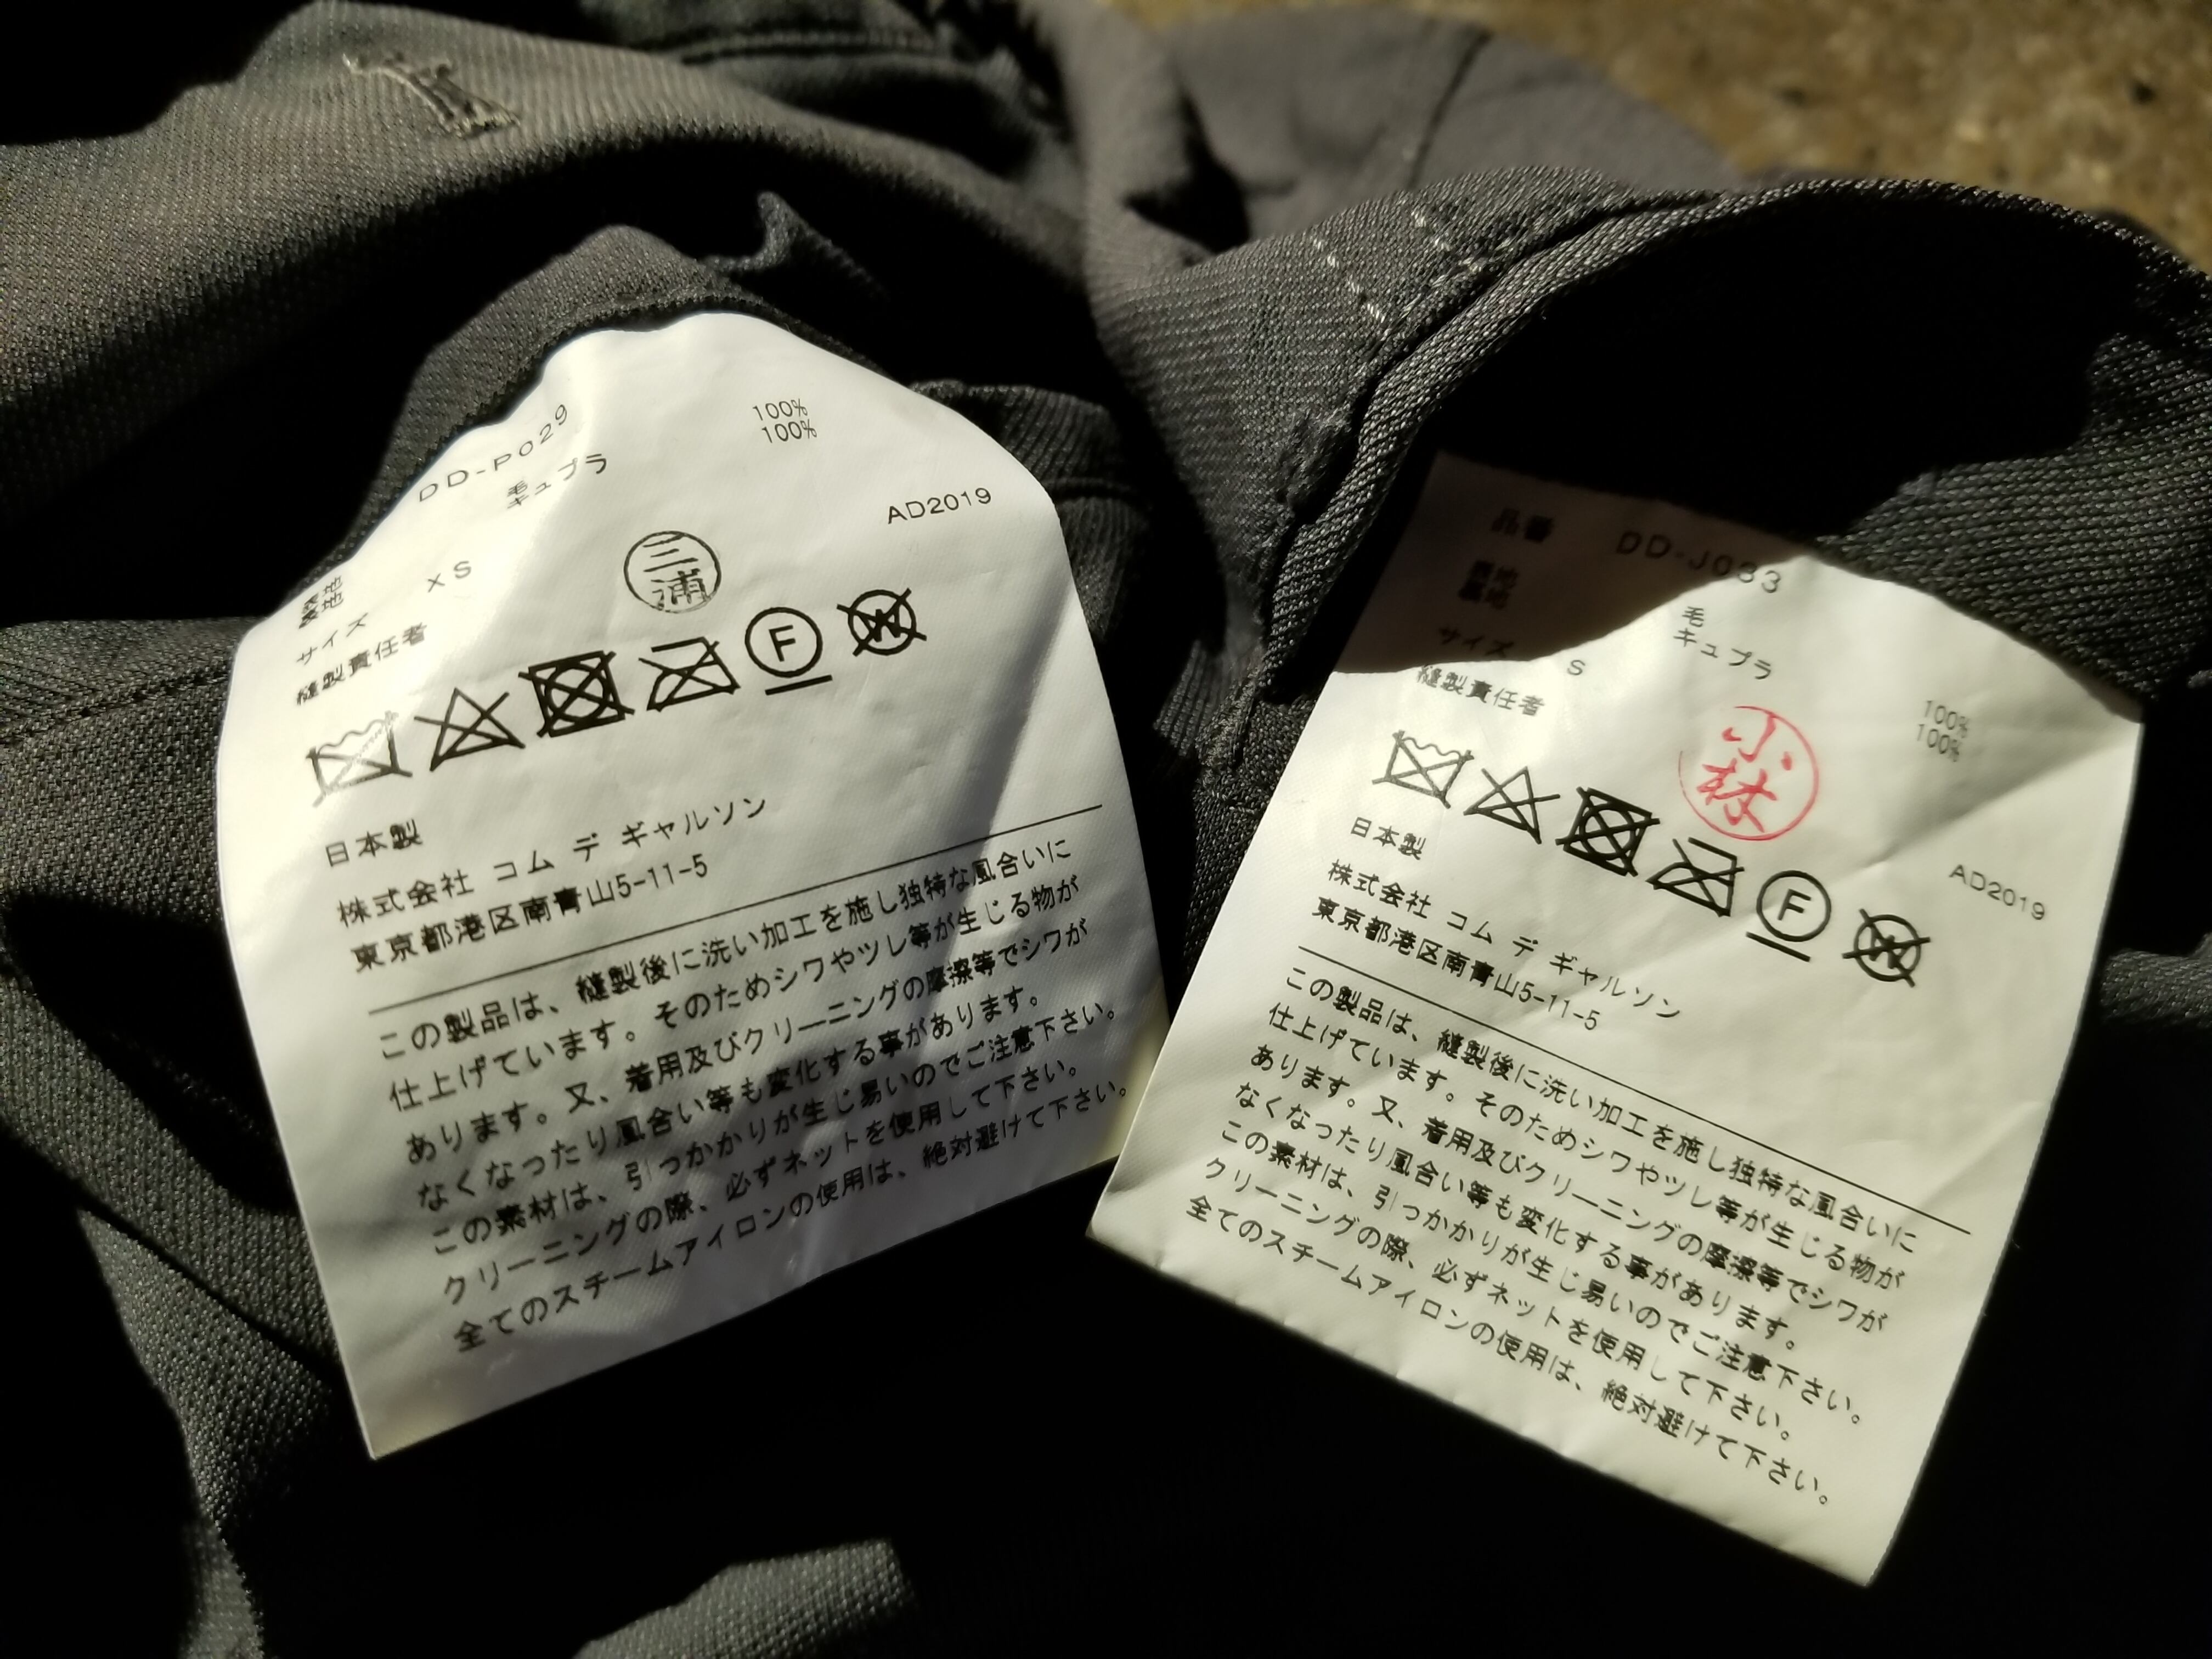 DD-P029
毛 100%
キュプラ 100%
サイズ XS
AD2019
縫製責任者 三浦
F
W
日本製
株式会社 コム デ ギャルソン
東京都港区南青山5-11-5
この製品は、縫製後に洗い加工を施し独特な風合いに
仕上げています。そのためシワやツレ等が生じる物が
あります。又、着用及びクリーニングの摩擦等でシワが
なくなったり風合い等も変化する事があります。
この素材は、引っかかりが生じ易いのでご注意下さい。
クリーニングの際、必ずネットを使用して下さい。
全てのスチームアイロンの使用は、絶対避けて下さい。
品番 DD-J033
毛 100%
キュプラ 100%
サイズ S
縫製責任者 小林
AD2019
F
W
日本製
株式会社 コム デ ギャルソン
東京都港区南青山5-11-5
この製品は、縫製後に洗い加工を施し独特な風合いに
仕上げています。そのためシワやツレ等が生じる物が
あります。又、着用及びクリーニングの摩擦等でシワが
なくなったり風合い等も変化する事があります。
この素材は、引っかかりが生じ易いのでご注意下さい。
クリーニングの際、必ずネットを使用して下さい。
全てのスチームアイロンの使用は、絶対避けて下さい。